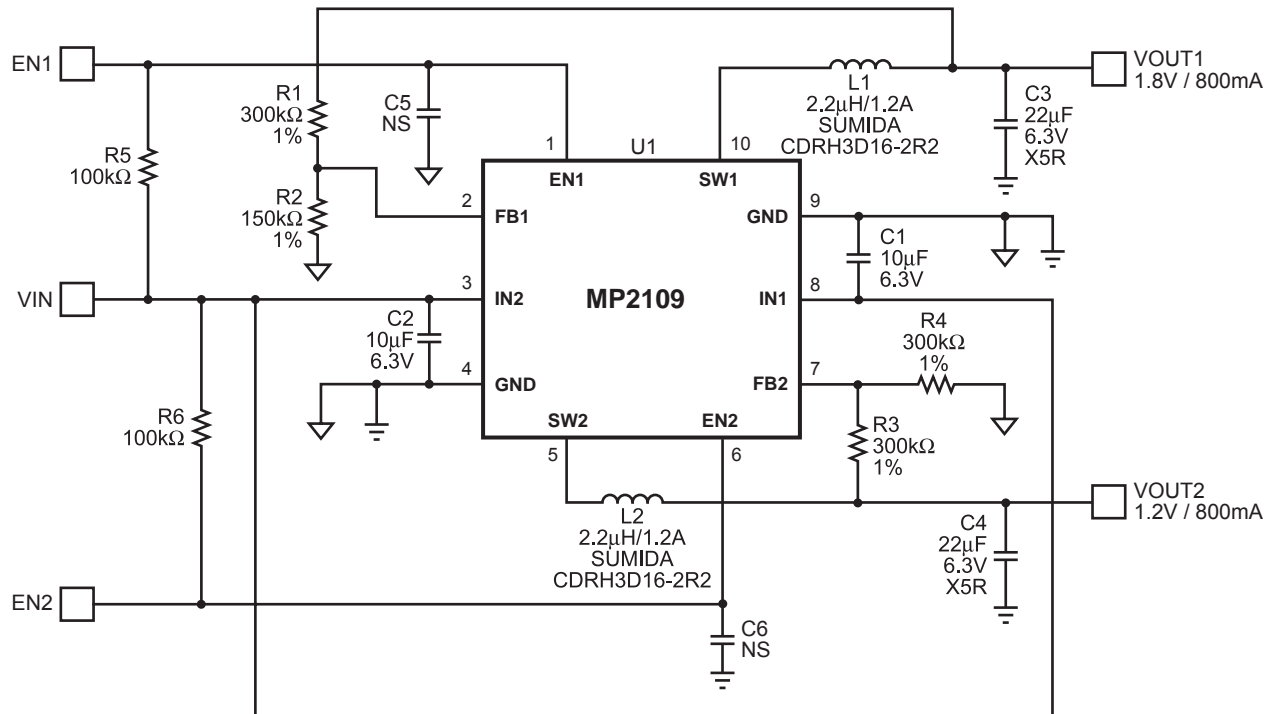 EN1
R1
300kΩ
1%
C5
NS
L1
2.2μH/1.2A
SUMIDA
CDRH3D16-2R2
C3
22μF
6.3V
X5R
VOUT1
1.8V / 800mA
R5
100kΩ
R2
150kΩ
1%
1
U1
10
EN1
SW1
2
FB1
GND
9
C1
10μF
6.3V
VIN
3
IN2
MP2109
IN1
8
C2
10μF
6.3V
4
GND
R4
300kΩ
1%
FB2
7
R6
100kΩ
SW2
EN2
5
6
R3
300kΩ
1%
L2
2.2μH/1.2A
SUMIDA
CDRH3D16-2R2
VOUT2
1.2V / 800mA
C4
22μF
6.3V
X5R
EN2
C6
NS